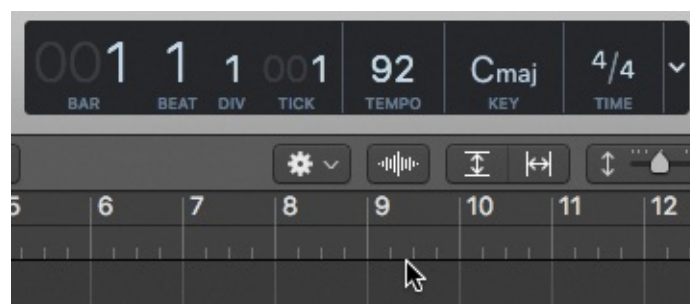 001 1 1 001 92 Cmaj 4/4
BAR BEAT DIV TICK TEMPO KEY TIME
5 6 7 8 9 10 11 12